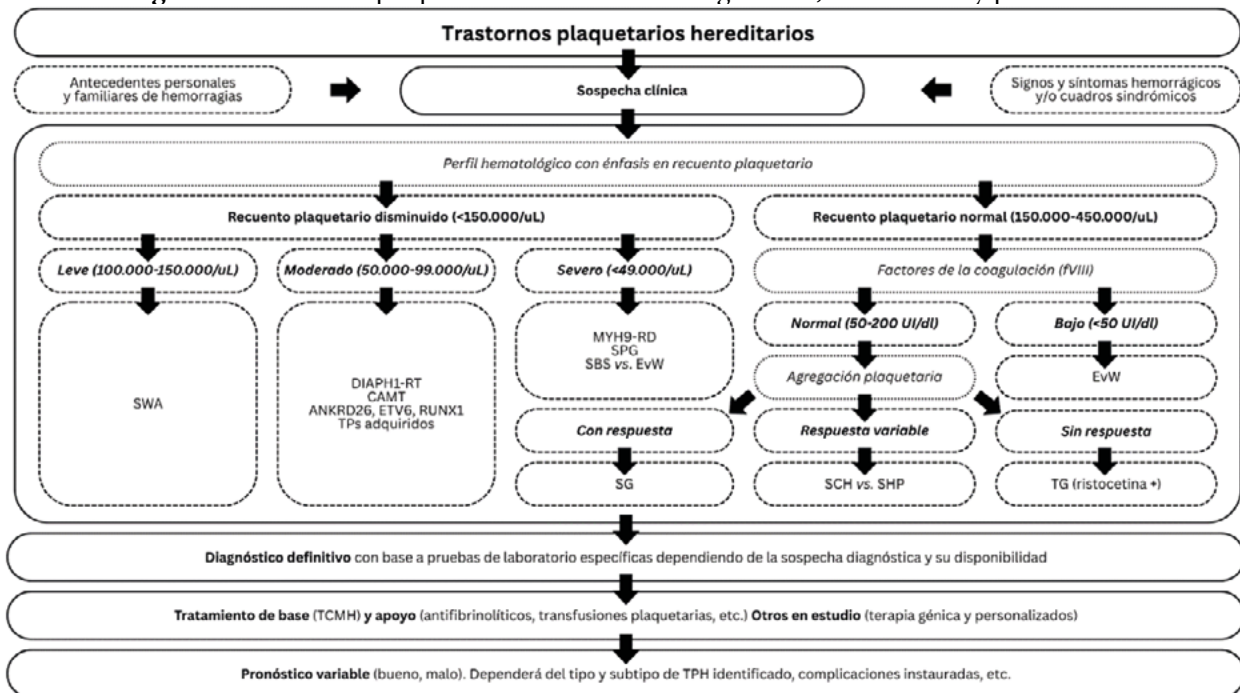 Trastornos plaquetarios hereditarios
Antecedentes personales
y familiares de hemorragias
Sospecha clínica
Signos y síntomas hemorrágicos
y/o cuadros sindrómicos
Perfil hematológico con énfasis en recuento plaquetario
Recuento plaquetario disminuido (<150.000/uL)
Recuento plaquetario normal (150.000-450.000/uL)
Leve (100.000-150.000/uL)
Moderado (50.000-99.000/uL)
Severo (<49.000/uL)
Factores de la coagulación (fVIII)
SWA
DIAPH1-RT
CAMT
ANKRD26, ETV6, RUNX1
TPs adquiridos
MYH9-RD
SPG
SBS vs. EvW
Normal (50-200 UI/dl)
Bajo (<50 UI/dl)
Agregación plaquetaria
EvW
Con respuesta
Respuesta variable
Sin respuesta
SG
SCH vs. SHP
TG (ristocetina +)
Diagnóstico definitivo con base a pruebas de laboratorio específicas dependiendo de la sospecha diagnóstica y su disponibilidad
Tratamiento de base (TCMH) y apoyo (antifibrinolíticos, transfusiones plaquetarias, etc.) Otros en estudio (terapia génica y personalizados)
Pronóstico variable (bueno, malo). Dependerá del tipo y subtipo de TPH identificado, complicaciones instauradas, etc.